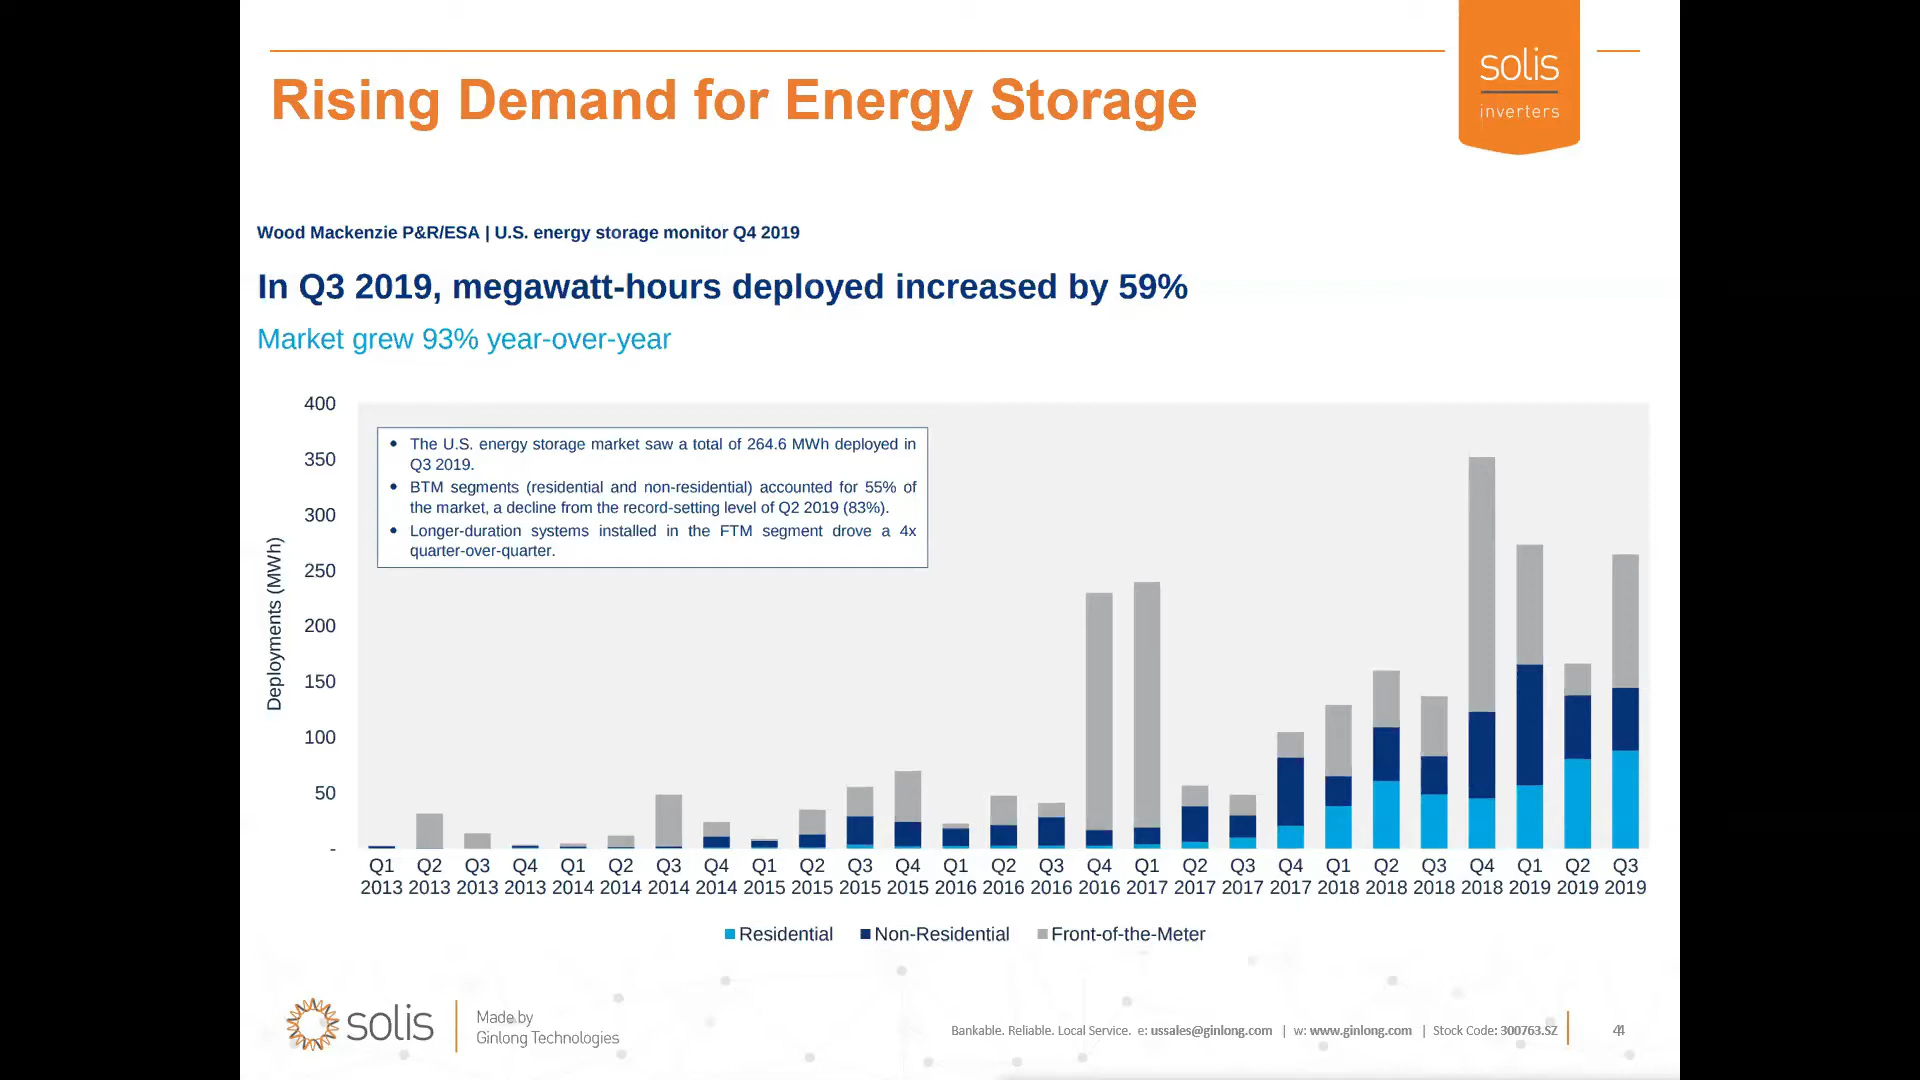 Rising Demand for Energy Storage
solis
inverters
Wood Mackenzie P&R/ESA | U.S. energy storage monitor Q4 2019
In Q3 2019, megawatt-hours deployed increased by 59%
Market grew 93% year-over-year
Deployments (MWh)
400
350
300
250
200
150
100
50
-
• The U.S. energy storage market saw a total of 264.6 MWh deployed in
Q3 2019.
• BTM segments (residential and non-residential) accounted for 55% of
the market, a decline from the record-setting level of Q2 2019 (83%).
• Longer-duration systems installed in the FTM segment drove a 4x
quarter-over-quarter.
Q1 Q2 Q3 Q4 Q1 Q2 Q3 Q4 Q1 Q2 Q3 Q4 Q1 Q2 Q3 Q4 Q1 Q2 Q3 Q4 Q1 Q2 Q3 Q4 Q1 Q2 Q3
2013 2013 2013 2013 2014 2014 2014 2014 2015 2015 2015 2015 2016 2016 2016 2016 2017 2017 2017 2017 2018 2018 2018 2018 2019 2019 2019
Residential Non-Residential Front-of-the-Meter
solis
Made by
Ginlong Technologies
Bankable. Reliable. Local Service. e: ussales@ginlong.com | w: www.ginlong.com | Stock Code: 300763.SZ